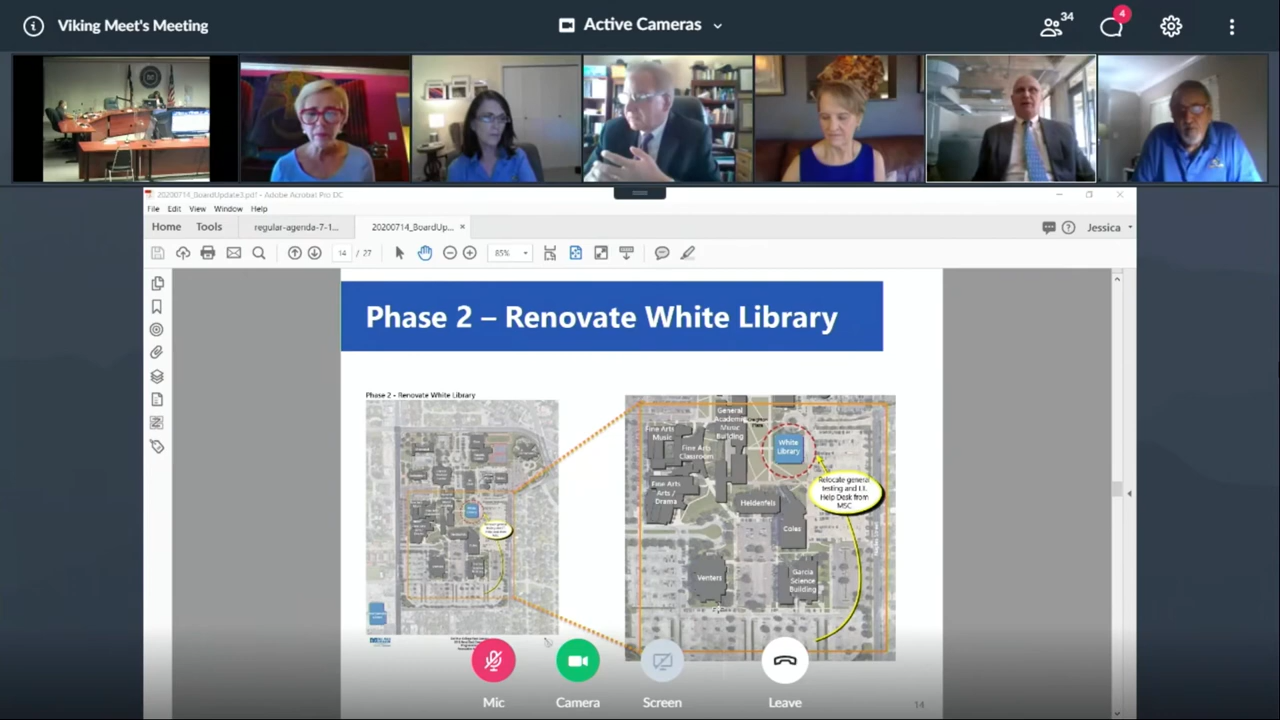 Viking Meet's Meeting
Active Cameras
34
4
20200714_BoardUpdate3.pdf - Adobe Acrobat Pro DC
File Edit View Window Help
Home Tools regular-agenda-7-1... 20200714_BoardUp... ×
Jessica
14 / 27 85%
Phase 2 – Renovate White Library
Phase 2 - Renovate White Library
General
Academic
Music
Building
Fine Arts
Music
Fine Arts
Classroom
White
Library
Fine Arts
Arts /
Drama
Relocate general
testing and I.T.
Help Desk from
MSC
Heldenfels
Coles
Venters
Garcia
Science
Building
Mic Camera Screen Leave
14